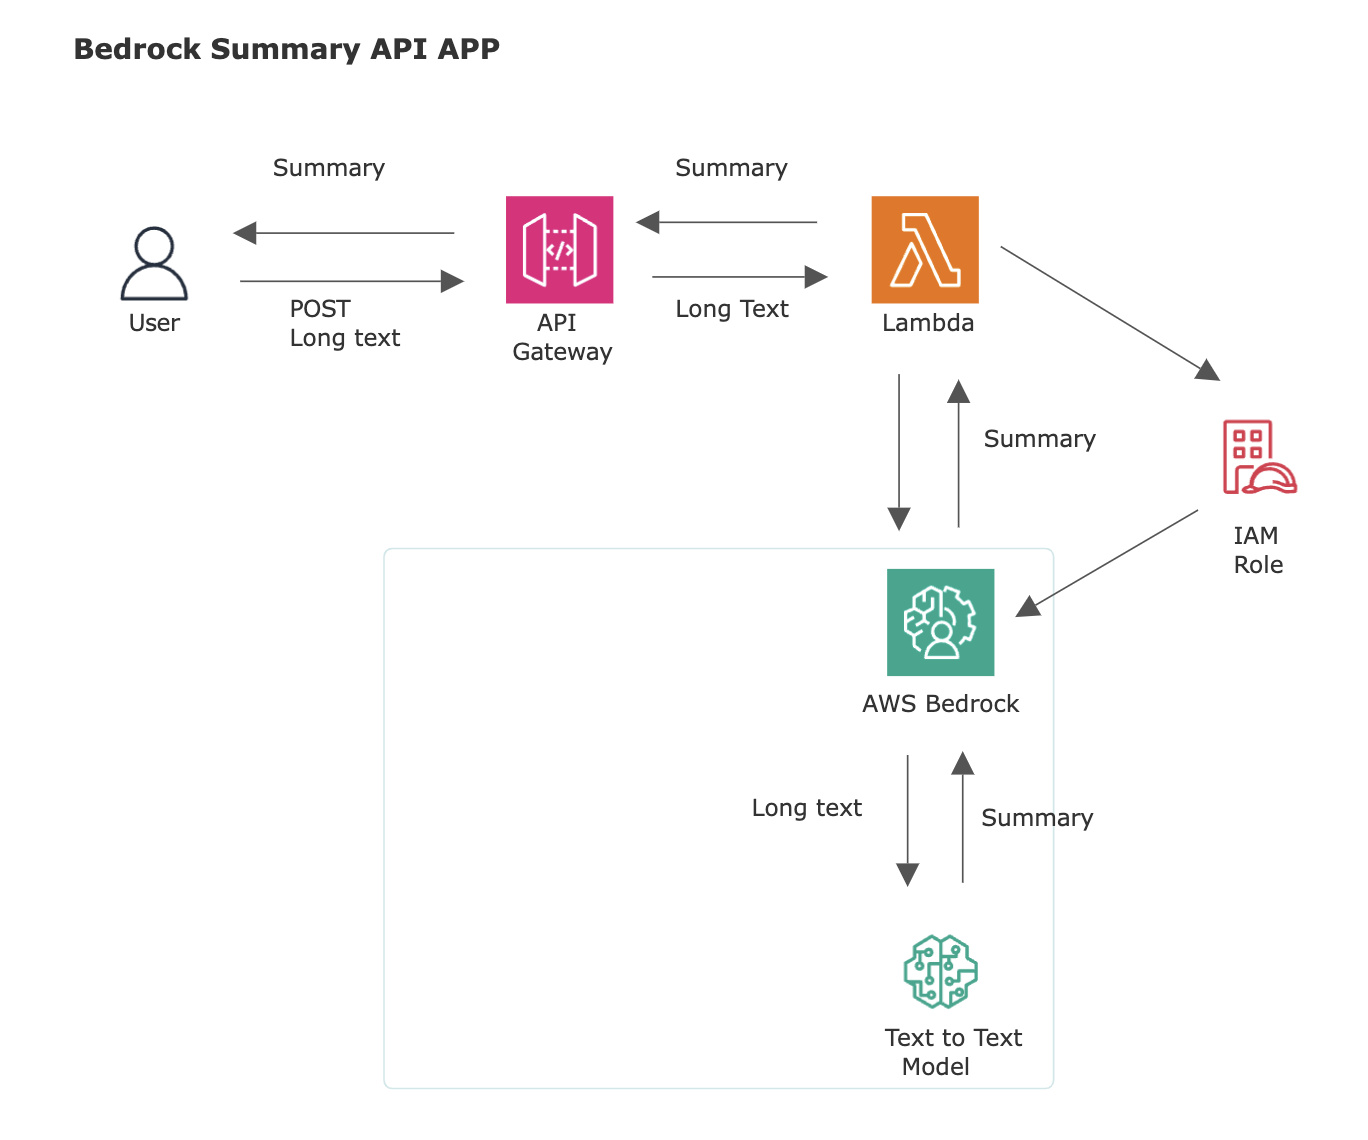 Bedrock Summary API APP
Summary
Summary
User
POST
Long text
API
Gateway
Long Text
Lambda
Summary
IAM
Role
AWS Bedrock
Long text
Summary
Text to Text
Model